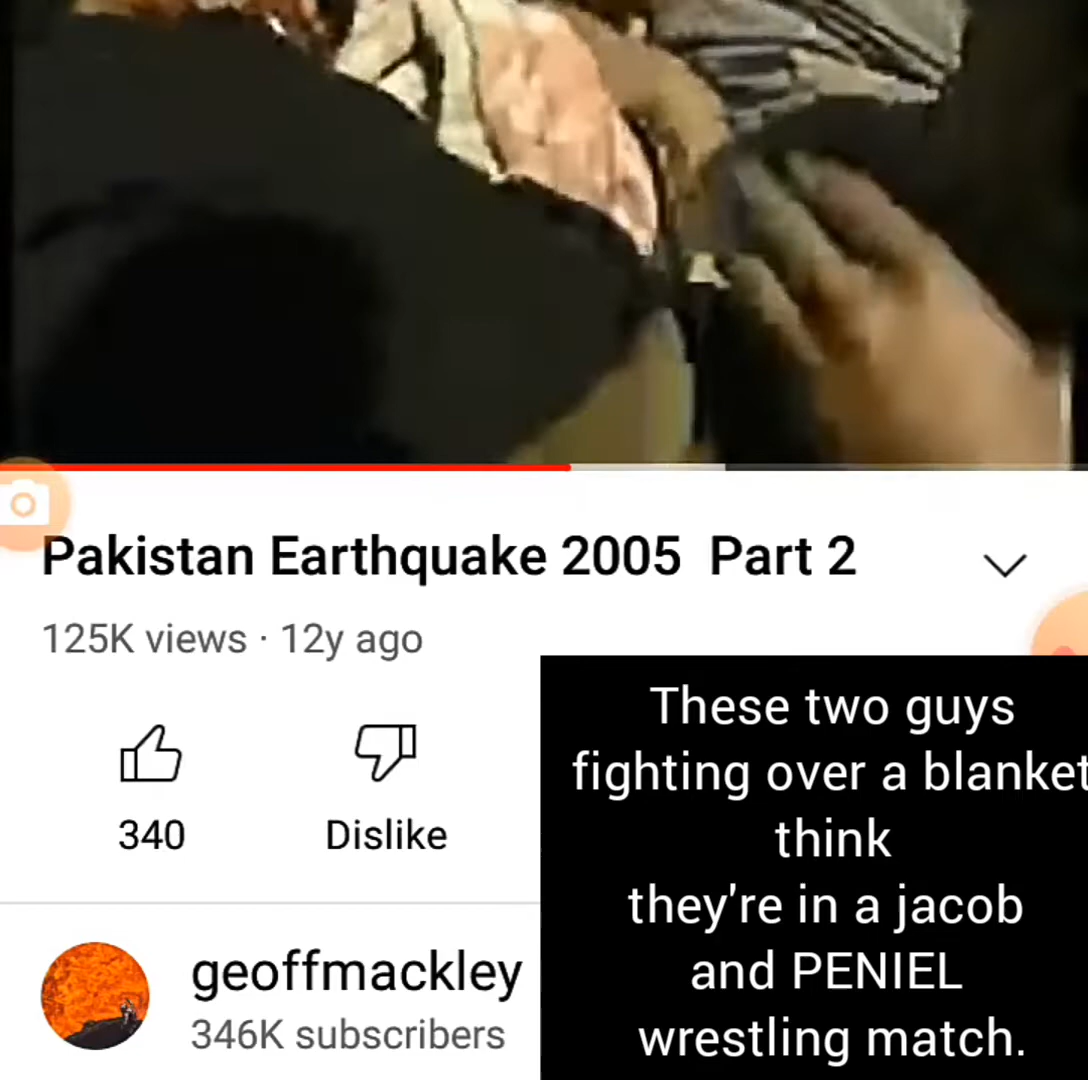 Pakistan Earthquake 2005 Part 2
125K views · 12y ago
340
Dislike
geoffmackley
346K subscribers
These two guys
fighting over a blanket
think
they're in a jacob
and PENIEL
wrestling match.